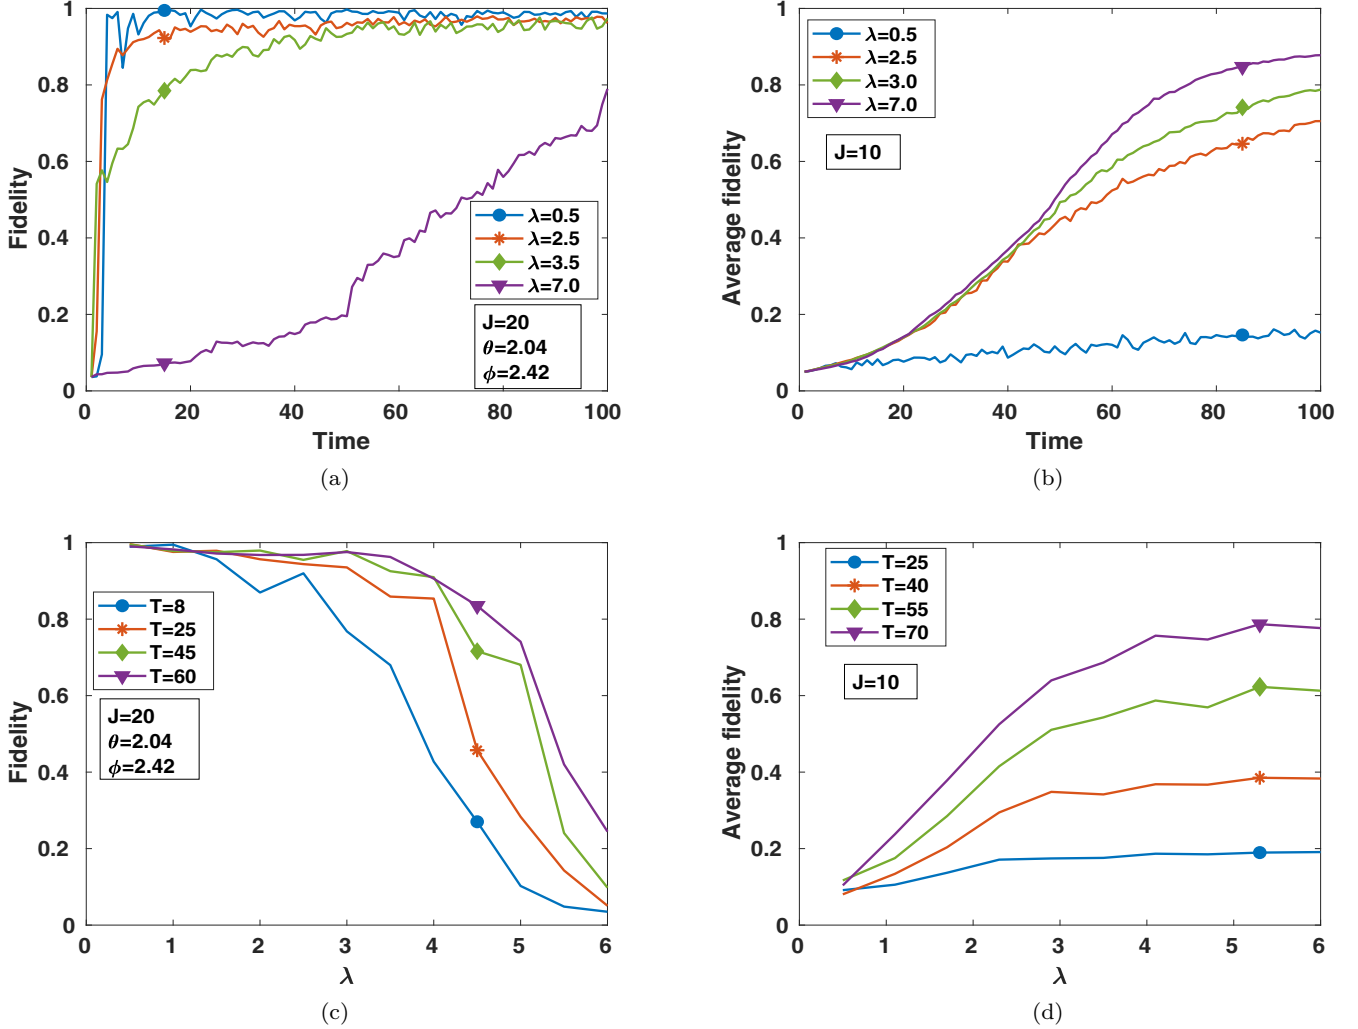 1
0.8
0.6
0.4
0.2
0
Fidelity
λ=0.5
λ=2.5
λ=3.5
λ=7.0
J=20
θ=2.04
ϕ=2.42
0 20 40 60 80 100
Time
(a)
1
0.8
0.6
0.4
0.2
0
Average fidelity
λ=0.5
λ=2.5
λ=3.0
λ=7.0
J=10
0 20 40 60 80 100
Time
(b)
1
0.8
0.6
0.4
0.2
0
Fidelity
T=8
T=25
T=45
T=60
J=20
θ=2.04
ϕ=2.42
0 1 2 3 4 5 6
λ
(c)
1
0.8
0.6
0.4
0.2
0
Average fidelity
T=25
T=40
T=55
T=70
J=10
0 1 2 3 4 5 6
λ
(d)